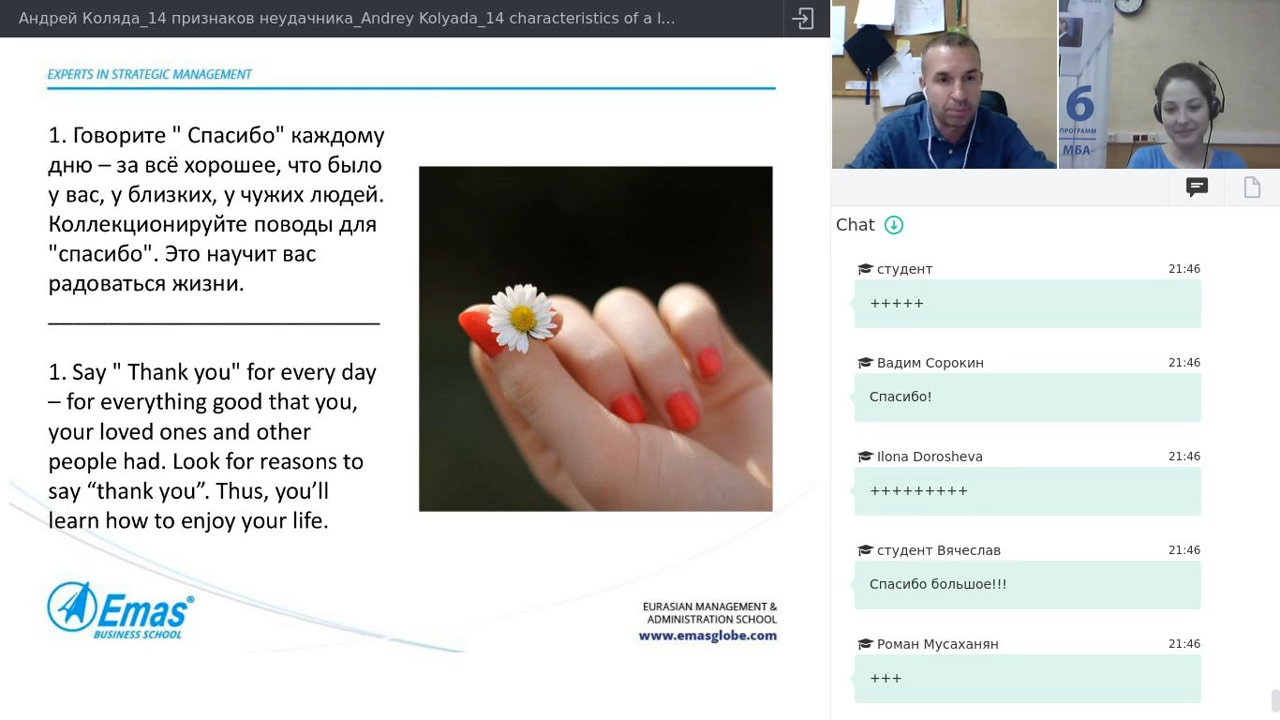 Андрей Коляда_14 признаков неудачника_Andrey Kolyada_14 characteristics of a l...
EXPERTS IN STRATEGIC MANAGEMENT
1. Говорите " Спасибо" каждому
дню – за всё хорошее, что было
у вас, у близких, у чужих людей.
Коллекционируйте поводы для
"спасибо". Это научит вас
радоваться жизни.
1. Say " Thank you" for every day
– for everything good that you,
your loved ones and other
people had. Look for reasons to
say “thank you”. Thus, you’ll
learn how to enjoy your life.
Emas®
BUSINESS SCHOOL
EURASIAN MANAGEMENT &
ADMINISTRATION SCHOOL
www.emasglobe.com
6
ПРОГРАММ
МБА
Chat
студент 21:46
+++++
Вадим Сорокин 21:46
Спасибо!
Ilona Dorosheva 21:46
+++++++++
студент Вячеслав 21:46
Спасибо большое!!!
Роман Мусаханян 21:46
+++